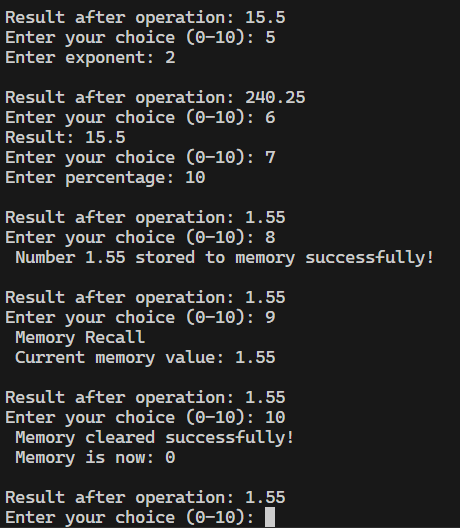 Result after operation: 15.5
Enter your choice (0-10): 5
Enter exponent: 2
Result after operation: 240.25
Enter your choice (0-10): 6
Result: 15.5
Enter your choice (0-10): 7
Enter percentage: 10
Result after operation: 1.55
Enter your choice (0-10): 8
Number 1.55 stored to memory successfully!
Result after operation: 1.55
Enter your choice (0-10): 9
Memory Recall
Current memory value: 1.55
Result after operation: 1.55
Enter your choice (0-10): 10
Memory cleared successfully!
Memory is now: 0
Result after operation: 1.55
Enter your choice (0-10):